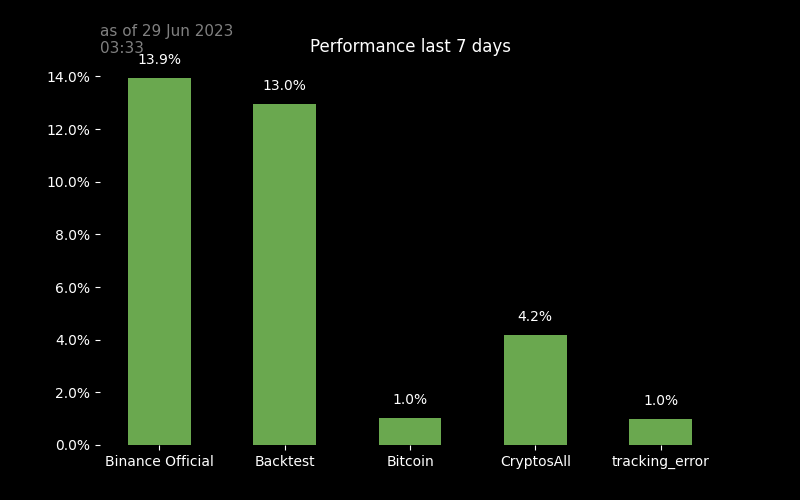 as of 29 Jun 2023
03:33
Performance last 7 days
13.9%
13.0%
1.0%
4.2%
1.0%
14.0%
12.0%
10.0%
8.0%
6.0%
4.0%
2.0%
0.0%
Binance Official
Backtest
Bitcoin
CryptosAll
tracking_error